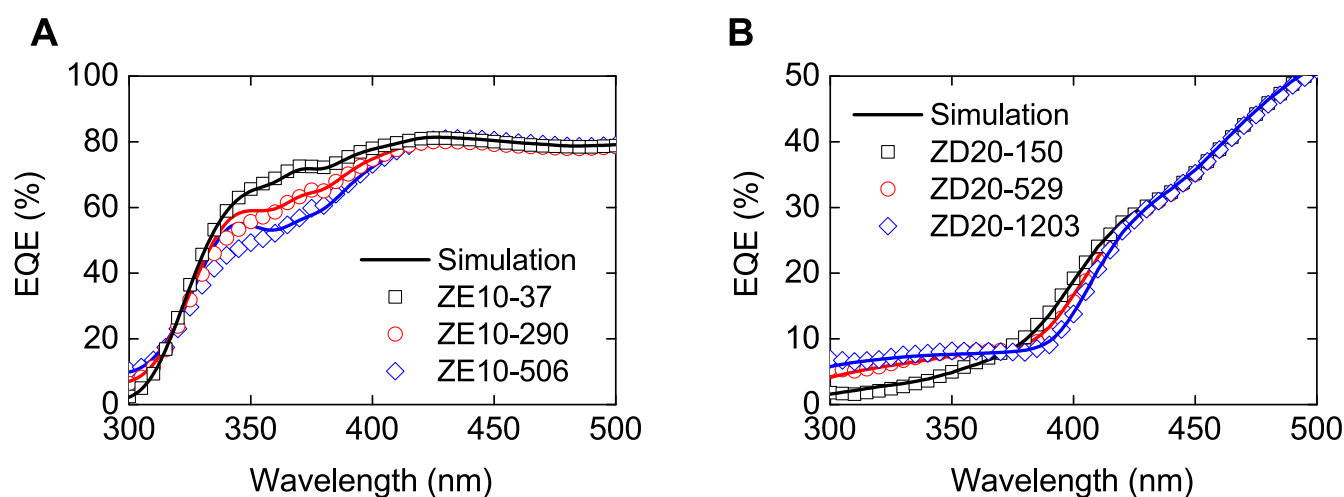 A
EQE (%)
100
80
60
40
20
0
Simulation
ZE10-37
ZE10-290
ZE10-506
300 350 400 450 500
Wavelength (nm)
B
EQE (%)
50
40
30
20
10
0
Simulation
ZD20-150
ZD20-529
ZD20-1203
300 350 400 450 500
Wavelength (nm)